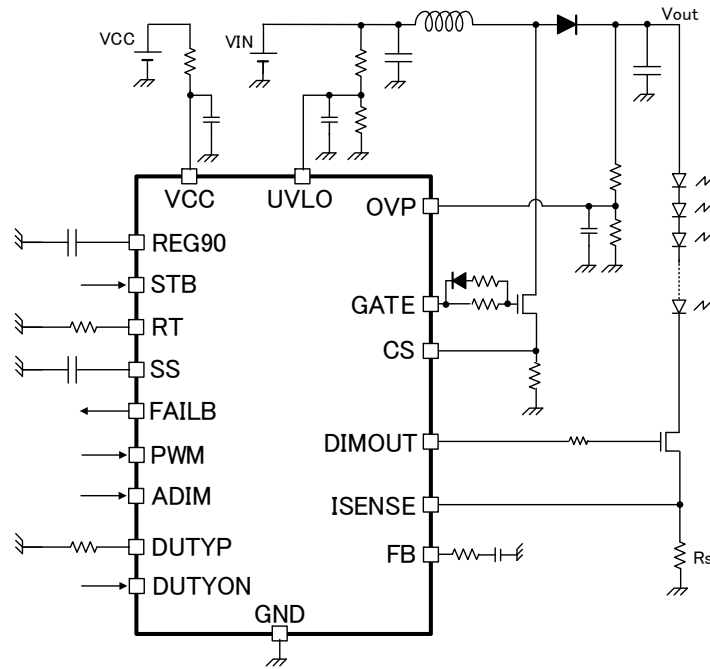 VCC
VIN
Vout
VCC
UVLO
OVP
REG90
STB
GATE
RT
CS
SS
FAILB
DIMOUT
PWM
ADIM
ISENSE
DUTYP
FB
Rs
DUTYON
GND